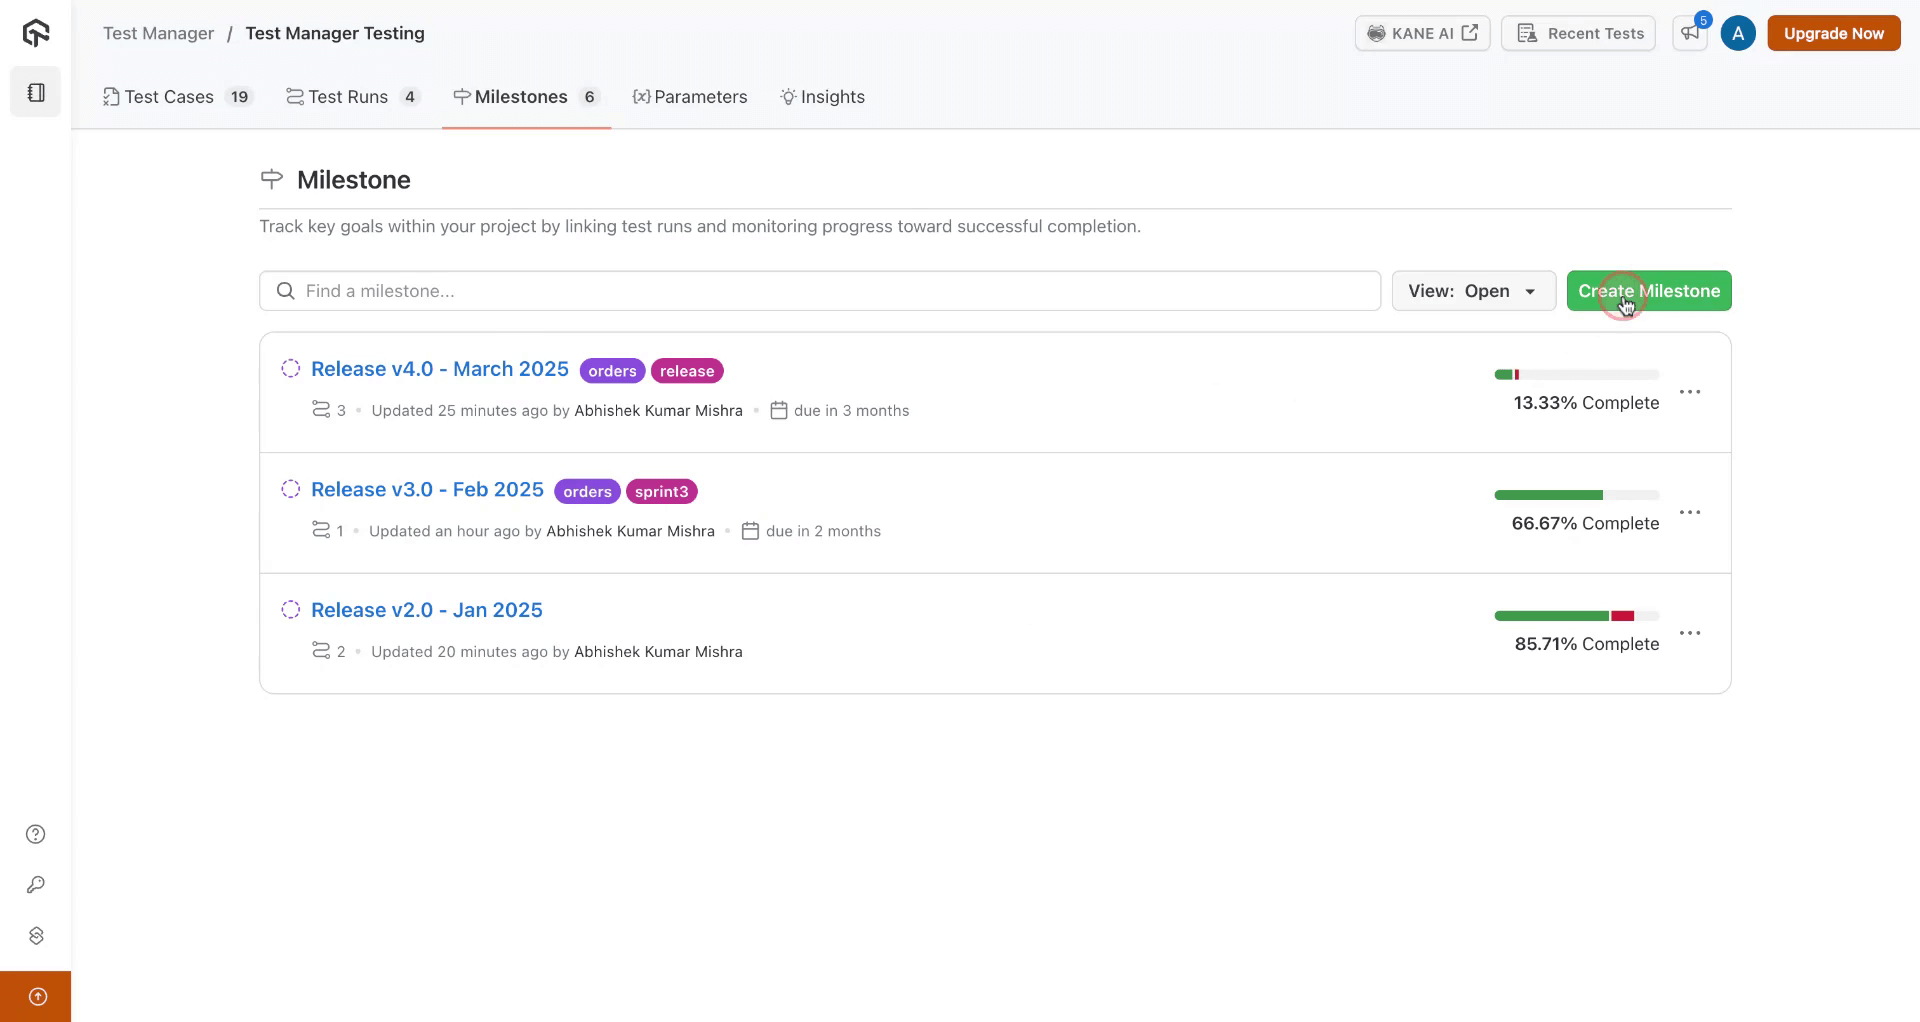 Test Manager / Test Manager Testing
KANE AI
Recent Tests
5
A
Upgrade Now
Test Cases 19
Test Runs 4
Milestones 6
{x} Parameters
Insights
Milestone
Track key goals within your project by linking test runs and monitoring progress toward successful completion.
Find a milestone...
View: Open
Create Milestone
Release v4.0 - March 2025 orders release
3 • Updated 25 minutes ago by Abhishek Kumar Mishra • due in 3 months
13.33% Complete
Release v3.0 - Feb 2025 orders sprint3
1 • Updated an hour ago by Abhishek Kumar Mishra • due in 2 months
66.67% Complete
Release v2.0 - Jan 2025
2 • Updated 20 minutes ago by Abhishek Kumar Mishra
85.71% Complete